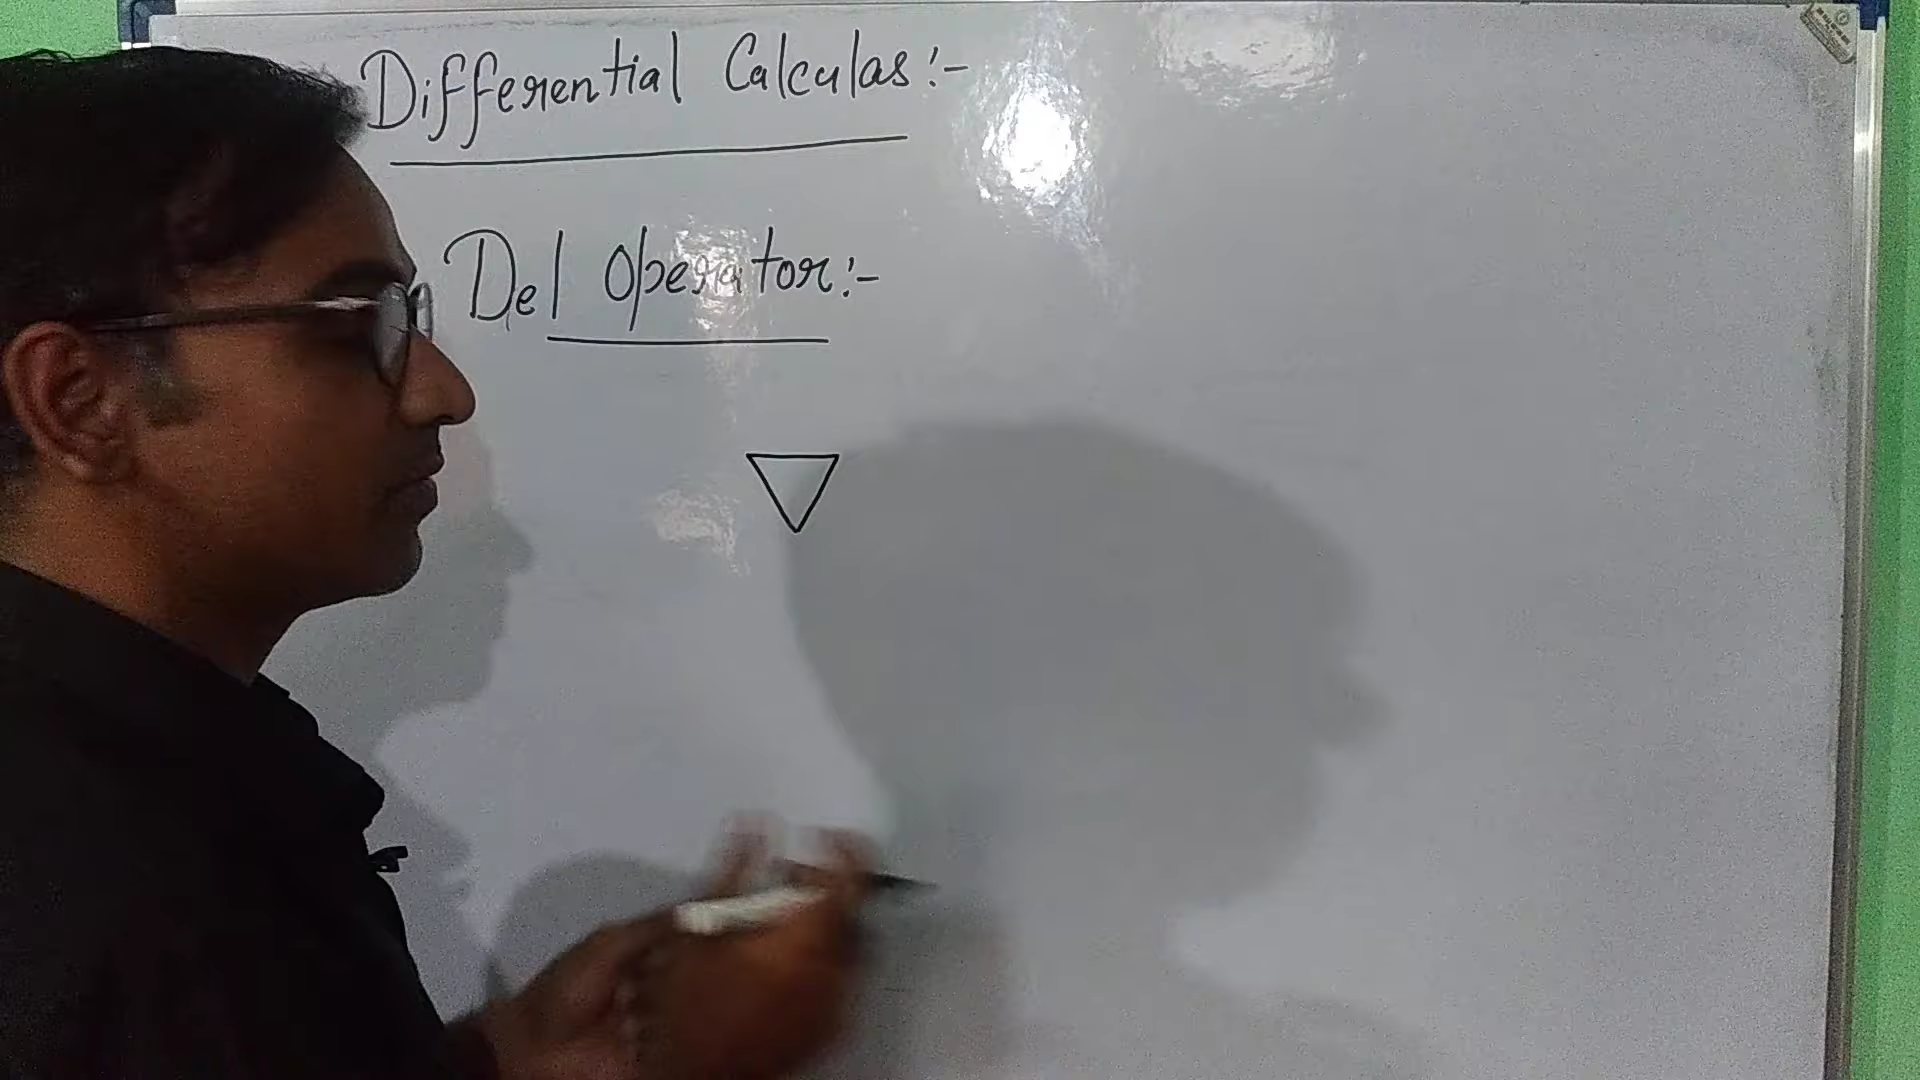 Differential Calculas:-
Del Operator:-
∇